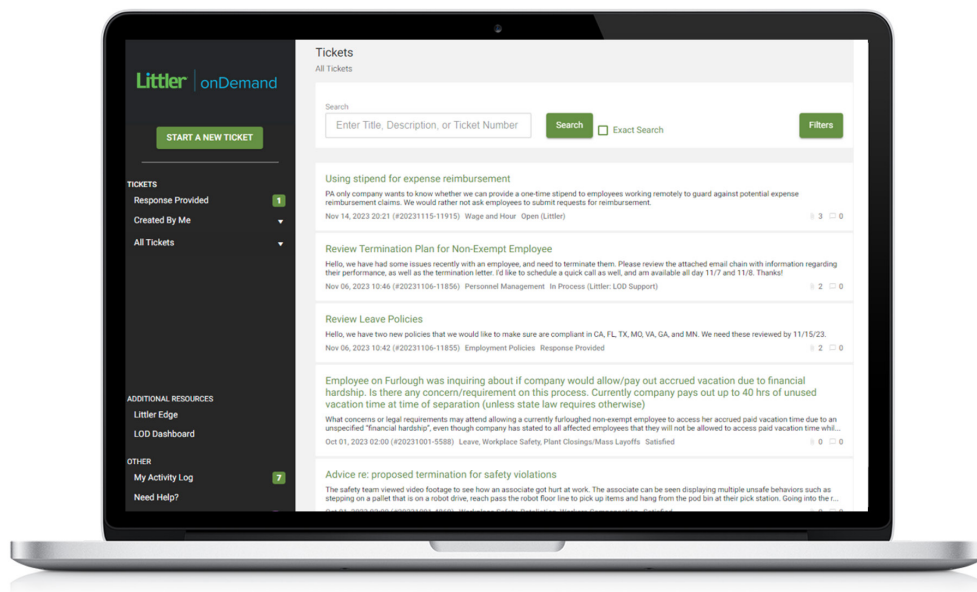 Littler | onDemand
START A NEW TICKET
TICKETS
Response Provided 1
Created By Me
All Tickets
ADDITIONAL RESOURCES
Littler Edge
LOD Dashboard
OTHER
My Activity Log 7
Need Help?
Tickets
All Tickets
Search
Enter Title, Description, or Ticket Number Search Exact Search Filters
Using stipend for expense reimbursement
PA only company wants to know whether we can provide a one-time stipend to employees working remotely to guard against potential expense
reimbursement claims. We would rather not ask employees to submit requests for reimbursement.
Nov 14, 2023 20:21 (#20231115-11915) Wage and Hour Open (Littler) 3 0
Review Termination Plan for Non-Exempt Employee
Hello, we have had some issues recently with an employee, and need to terminate them. Please review the attached email chain with information regarding
their performance, as well as the termination letter. I'd like to schedule a quick call as well, and am available all day 11/7 and 11/8. Thanks!
Nov 06, 2023 10:46 (#20231106-11856) Personnel Management In Process (Littler: LOD Support) 2 0
Review Leave Policies
Hello, we have two new policies that we would like to make sure are compliant in CA, FL, TX, MO, VA, GA, and MN. We need these reviewed by 11/15/23.
Nov 06, 2023 10:42 (#20231106-11855) Employment Policies Response Provided 2 0
Employee on Furlough was inquiring about if company would allow/pay out accrued vacation due to financial
hardship. Is there any concern/requirement on this process. Currently company pays out up to 40 hrs of unused
vacation time at time of separation (unless state law requires otherwise)
What concerns or legal requirements may attend allowing a currently furloughed non-exempt employee to access her accrued paid vacation time due to an
unspecified "financial hardship", even though company has stated to all affected employees that they will not be allowed to access paid vacation time whil...
Oct 01, 2023 02:00 (#20231001-5588) Leave, Workplace Safety, Plant Closings/Mass Layoffs Satisfied 0 0
Advice re: proposed termination for safety violations
The safety team viewed video footage to see how an associate got hurt at work. The associate can be seen displaying multiple unsafe behaviors such as
stepping on a pallet that is on a robot drive, reach pass the robot floor line to pick up items and hang from the pod bin at their pick station. Going into the r...